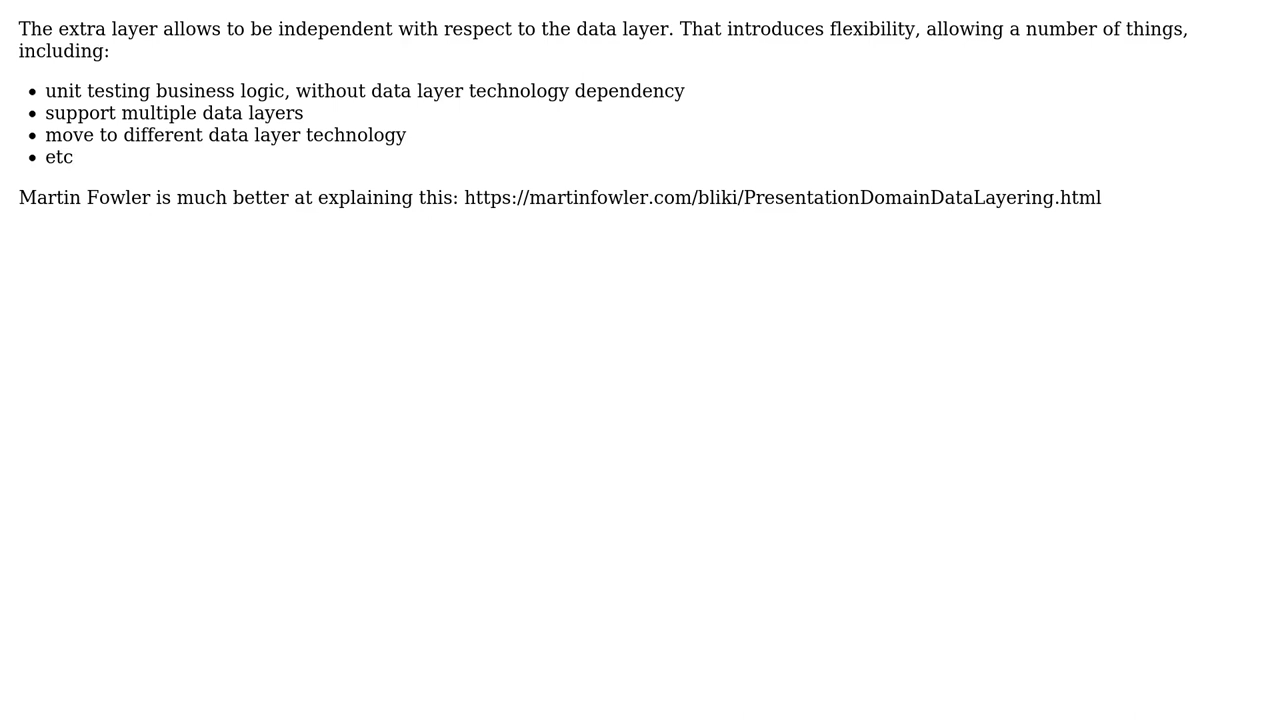 The extra layer allows to be independent with respect to the data layer. That introduces flexibility, allowing a number of things,
including:
• unit testing business logic, without data layer technology dependency
• support multiple data layers
• move to different data layer technology
• etc
Martin Fowler is much better at explaining this: https://martinfowler.com/bliki/PresentationDomainDataLayering.html